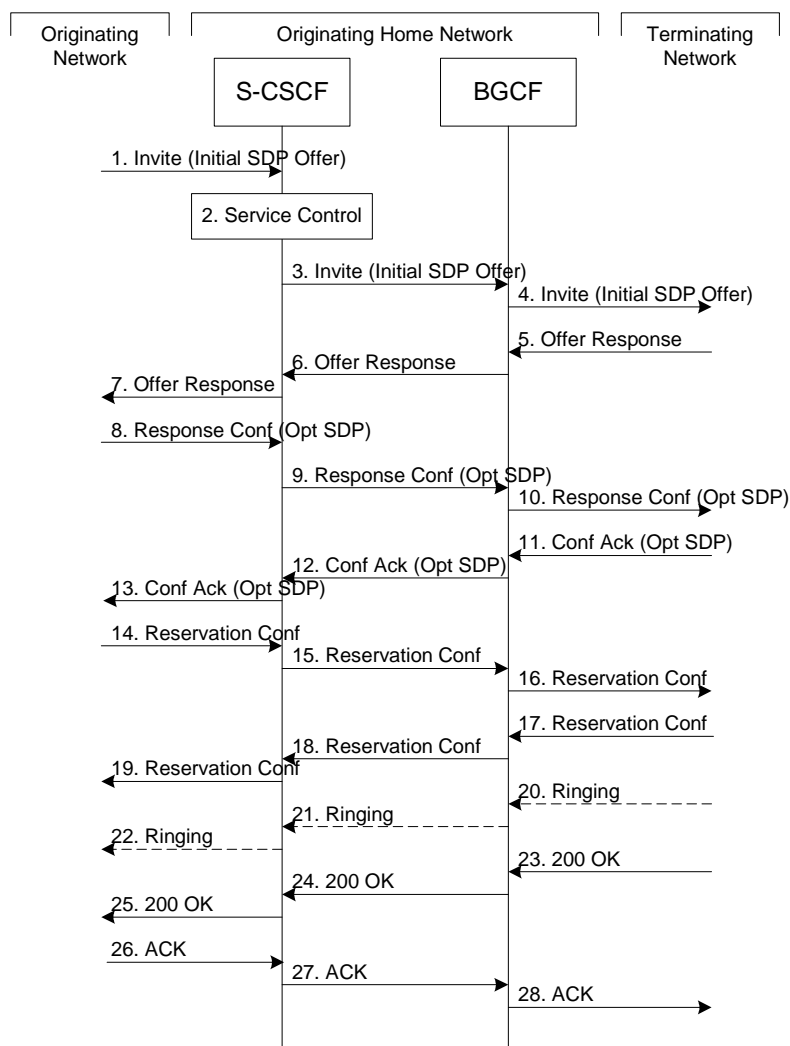 Originating
Network
Originating Home Network
Terminating
Network
S-CSCF
BGCF
1. Invite (Initial SDP Offer)
2. Service Control
3. Invite (Initial SDP Offer)
4. Invite (Initial SDP Offer)
5. Offer Response
6. Offer Response
7. Offer Response
8. Response Conf (Opt SDP)
9. Response Conf (Opt SDP)
10. Response Conf (Opt SDP)
11. Conf Ack (Opt SDP)
12. Conf Ack (Opt SDP)
13. Conf Ack (Opt SDP)
14. Reservation Conf
15. Reservation Conf
16. Reservation Conf
17. Reservation Conf
18. Reservation Conf
19. Reservation Conf
20. Ringing
21. Ringing
22. Ringing
23. 200 OK
24. 200 OK
25. 200 OK
26. ACK
27. ACK
28. ACK